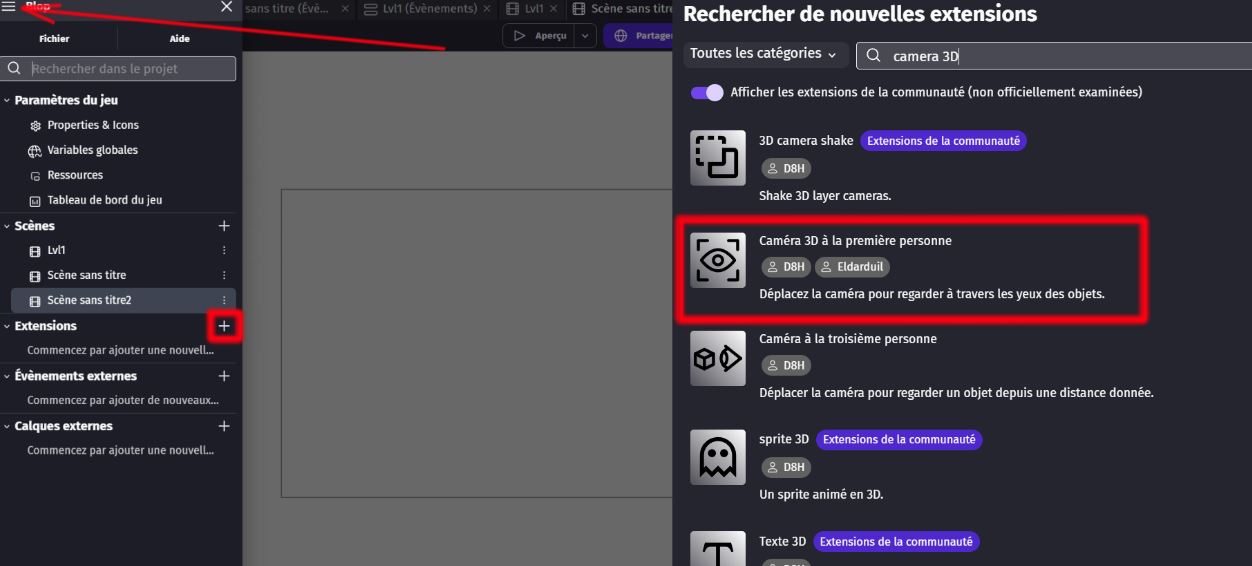 Blop
Fichier
Aide
Rechercher dans le projet
Paramètres du jeu
Properties & Icons
Variables globales
Ressources
Tableau de bord du jeu
Scènes
Lvl1
Scène sans titre
Scène sans titre2
Extensions
Commencez par ajouter une nouvell...
Évènements externes
Commencez par ajouter de nouveaux...
Calques externes
Commencez par ajouter une nouvell...
sans titre (Évè...
Lvl1 (Évènements)
Lvl1
Scène sans titre
Aperçu
Partager
Rechercher de nouvelles extensions
Toutes les catégories
camera 3D
Afficher les extensions de la communauté (non officiellement examinées)
3D camera shake Extensions de la communauté
D8H
Shake 3D layer cameras.
Caméra 3D à la première personne
D8H Eldarduil
Déplacez la caméra pour regarder à travers les yeux des objets.
Caméra à la troisième personne
D8H
Déplacer la caméra pour regarder un objet depuis une distance donnée.
sprite 3D Extensions de la communauté
D8H
Un sprite animé en 3D.
Texte 3D Extensions de la communauté